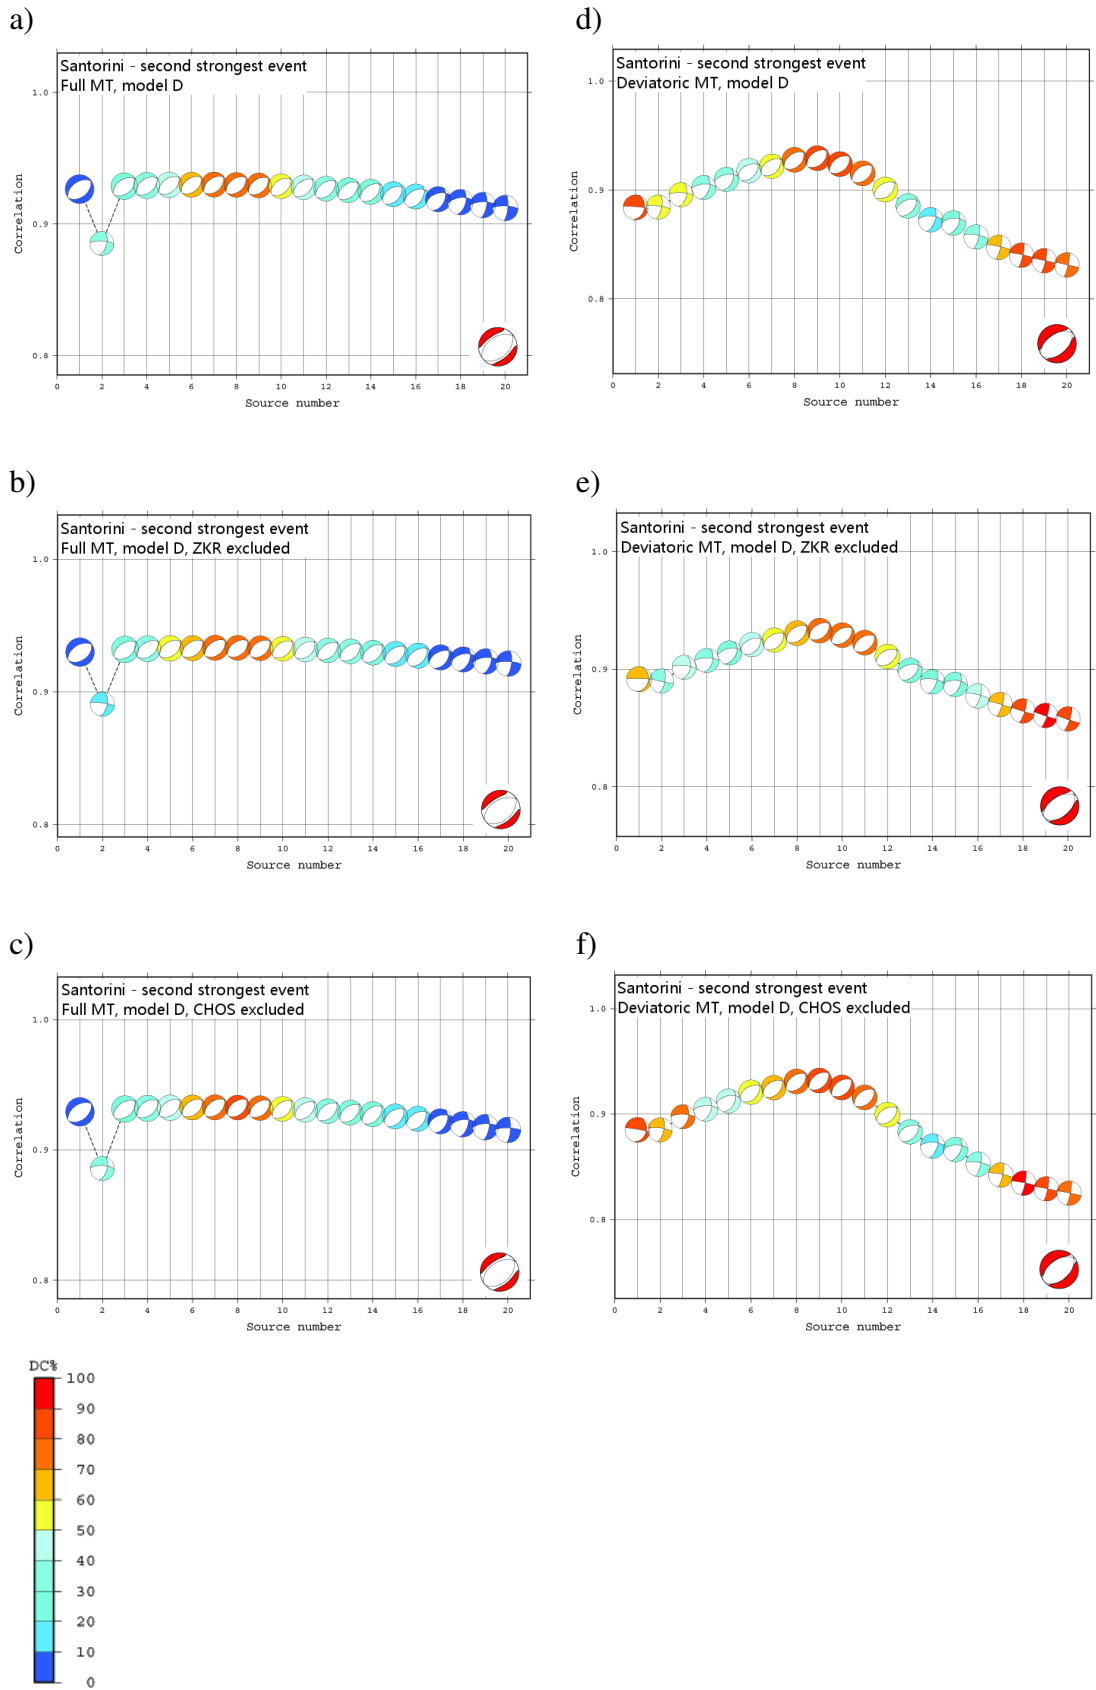 a)
Santorini - second strongest event
Full MT, model D
1.0
0.9
0.8
Correlation
0 2 4 6 8 10 12 14 16 18 20
Source number
d)
Santorini - second strongest event
Deviatoric MT, model D
1.0
0.9
0.8
Correlation
0 2 4 6 8 10 12 14 16 18 20
Source number
b)
Santorini - second strongest event
Full MT, model D, ZKR excluded
1.0
0.9
0.8
Correlation
0 2 4 6 8 10 12 14 16 18 20
Source number
e)
Santorini - second strongest event
Deviatoric MT, model D, ZKR excluded
1.0
0.9
0.8
Correlation
0 2 4 6 8 10 12 14 16 18 20
Source number
c)
Santorini - second strongest event
Full MT, model D, CHOS excluded
1.0
0.9
0.8
Correlation
0 2 4 6 8 10 12 14 16 18 20
Source number
f)
Santorini - second strongest event
Deviatoric MT, model D, CHOS excluded
1.0
0.9
0.8
Correlation
0 2 4 6 8 10 12 14 16 18 20
Source number
DC%
100
90
80
70
60
50
40
30
20
10
0